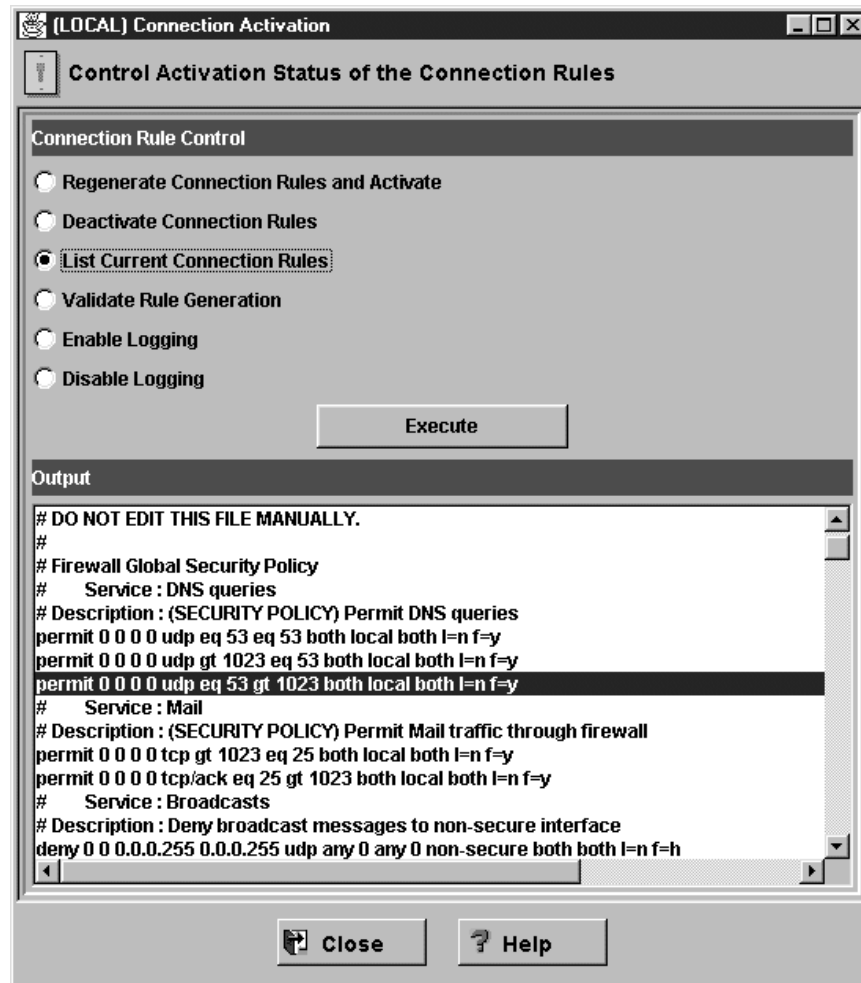 (LOCAL) Connection Activation
Control Activation Status of the Connection Rules
Connection Rule Control
Regenerate Connection Rules and Activate
Deactivate Connection Rules
List Current Connection Rules
Validate Rule Generation
Enable Logging
Disable Logging
Execute
Output
# DO NOT EDIT THIS FILE MANUALLY.
#
# Firewall Global Security Policy
#       Service : DNS queries
# Description : (SECURITY POLICY) Permit DNS queries
permit 0 0 0 0 udp eq 53 eq 53 both local both l=n f=y
permit 0 0 0 0 udp gt 1023 eq 53 both local both l=n f=y
permit 0 0 0 0 udp eq 53 gt 1023 both local both l=n f=y
#       Service : Mail
# Description : (SECURITY POLICY) Permit Mail traffic through firewall
permit 0 0 0 0 tcp gt 1023 eq 25 both local both l=n f=y
permit 0 0 0 0 tcp/ack eq 25 gt 1023 both local both l=n f=y
#       Service : Broadcasts
# Description : Deny broadcast messages to non-secure interface
deny 0 0 0.0.0.255 0.0.0.255 udp any 0 any 0 non-secure both both l=n f=h
Close
? Help